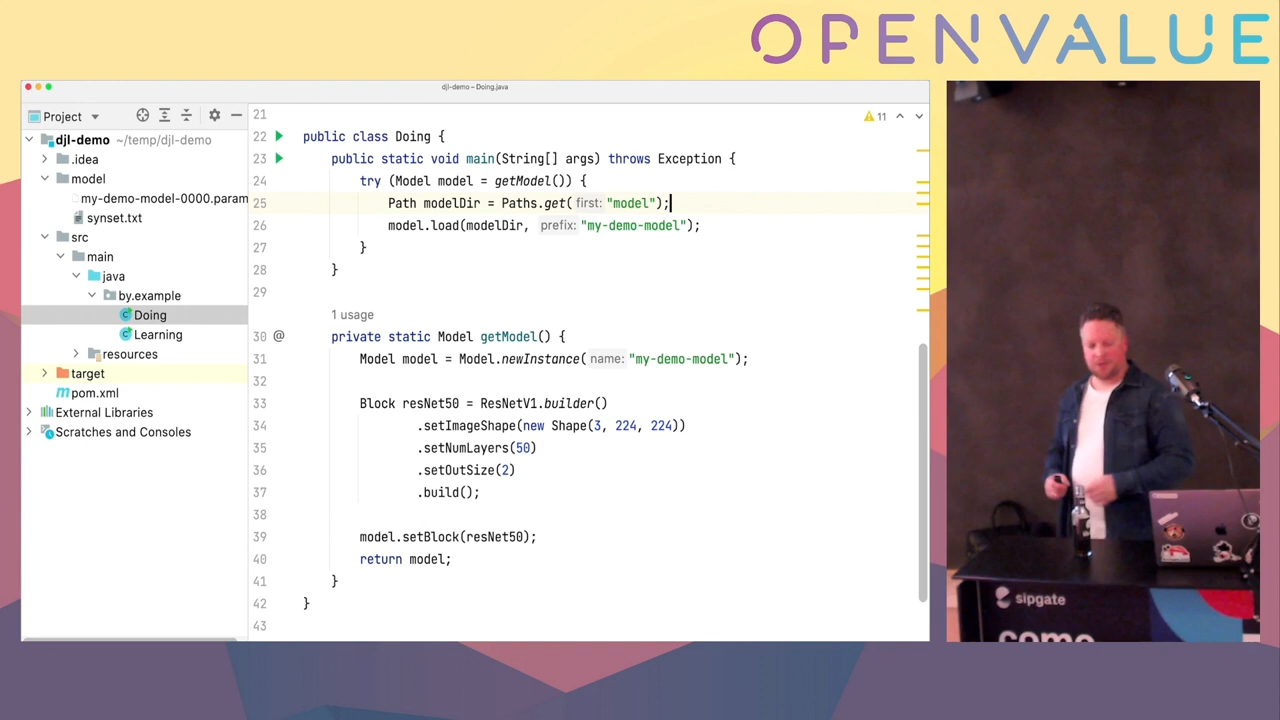 OPENVALUE
djl-demo – Doing.java
Project
djl-demo ~/temp/djl-demo
.idea
model
my-demo-model-0000.param
synset.txt
src
main
java
by.example
Doing
Learning
resources
target
pom.xml
External Libraries
Scratches and Consoles
11
21
22 public class Doing {
23 public static void main(String[] args) throws Exception {
24 try (Model model = getModel()) {
25 Path modelDir = Paths.get( first: "model");
26 model.load(modelDir, prefix: "my-demo-model");
27 }
28 }
29
1 usage
30 @ private static Model getModel() {
31 Model model = Model.newInstance( name: "my-demo-model");
32
33 Block resNet50 = ResNetV1.builder()
34 .setImageShape(new Shape(3, 224, 224))
35 .setNumLayers(50)
36 .setOutSize(2)
37 .build();
38
39 model.setBlock(resNet50);
40 return model;
41 }
42 }
43
sipgate